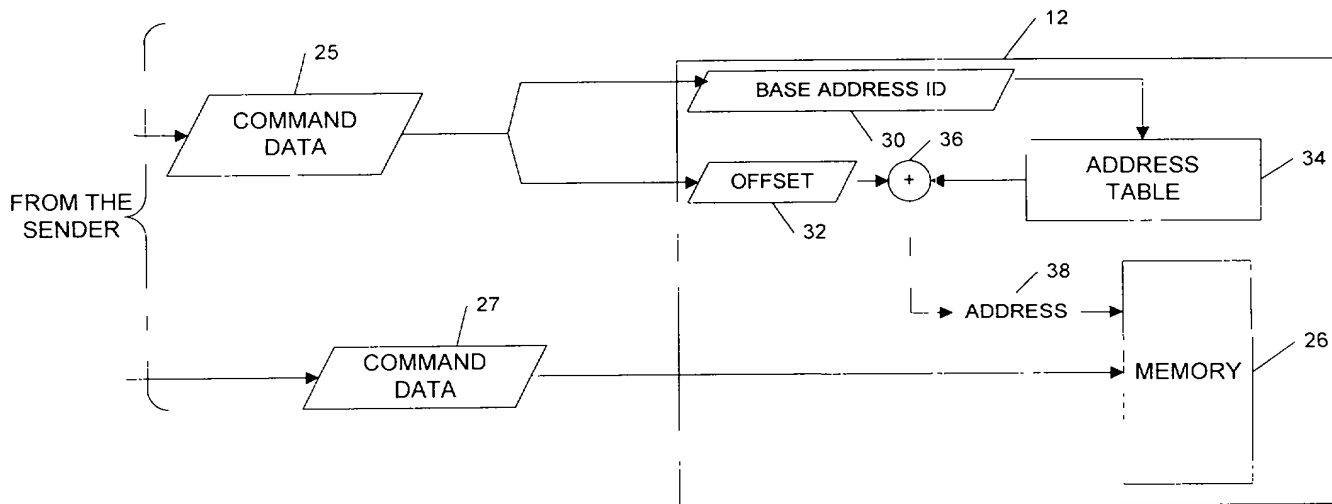 12
25
BASE ADDRESS ID
COMMAND
DATA
30
36
ADDRESS
TABLE
34
OFFSET
+
32
FROM THE
SENDER
38
ADDRESS
27
COMMAND
DATA
MEMORY
26